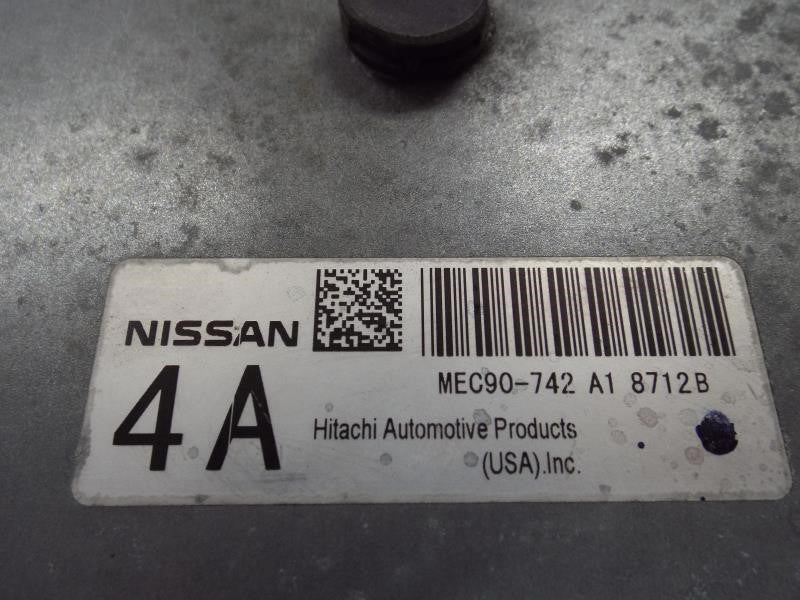 NISSAN
MEC90-742 A1 8712B
4A
Hitachi Automotive Products
(USA).Inc.